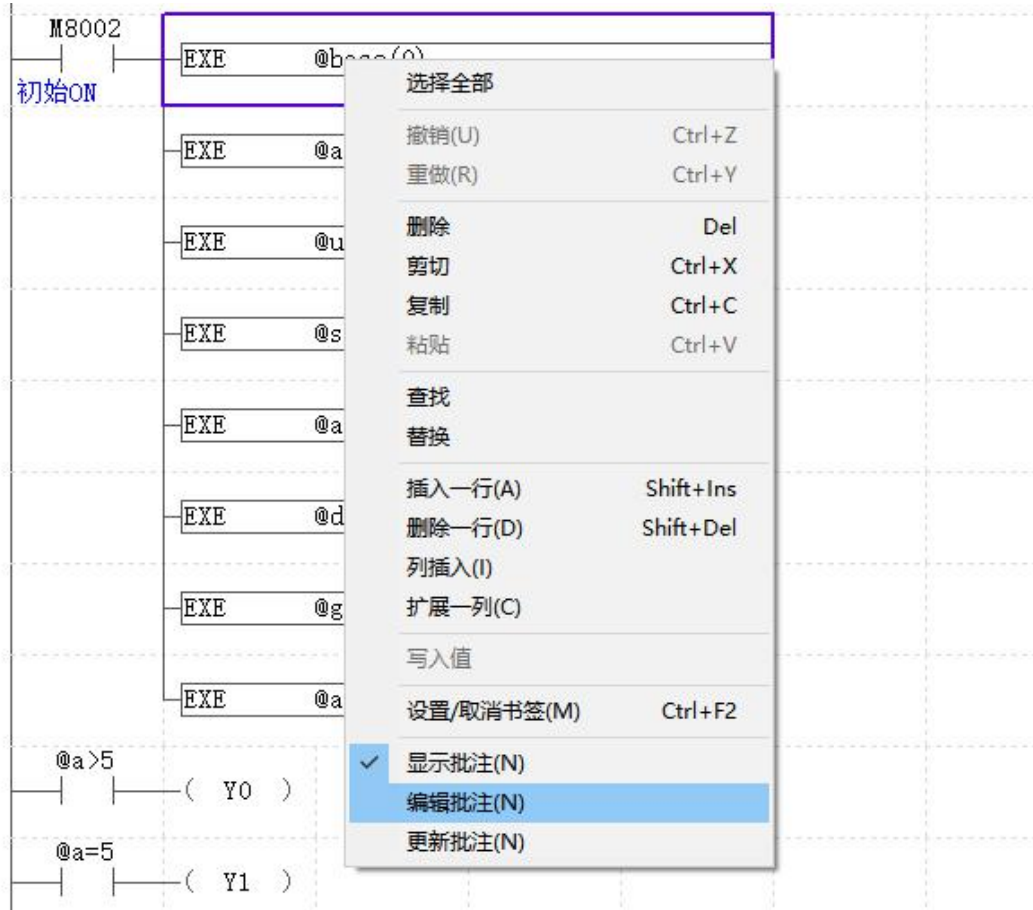 M8002
EXE
初始ON
选择全部
EXE @a
撤销(U) Ctrl+Z
重做(R) Ctrl+Y
EXE @u
删除 Del
剪切 Ctrl+X
复制 Ctrl+C
EXE @s
粘贴 Ctrl+V
查找
EXE @a
替换
插入一行(A) Shift+Ins
EXE @d
删除一行(D) Shift+Del
列插入(I)
EXE @g
扩展一列(C)
写入值
EXE @a
设置/取消书签(M) Ctrl+F2
@a>5
显示批注(N)
( Y0 )
编辑批注(N)
更新批注(N)
@a=5
( Y1 )